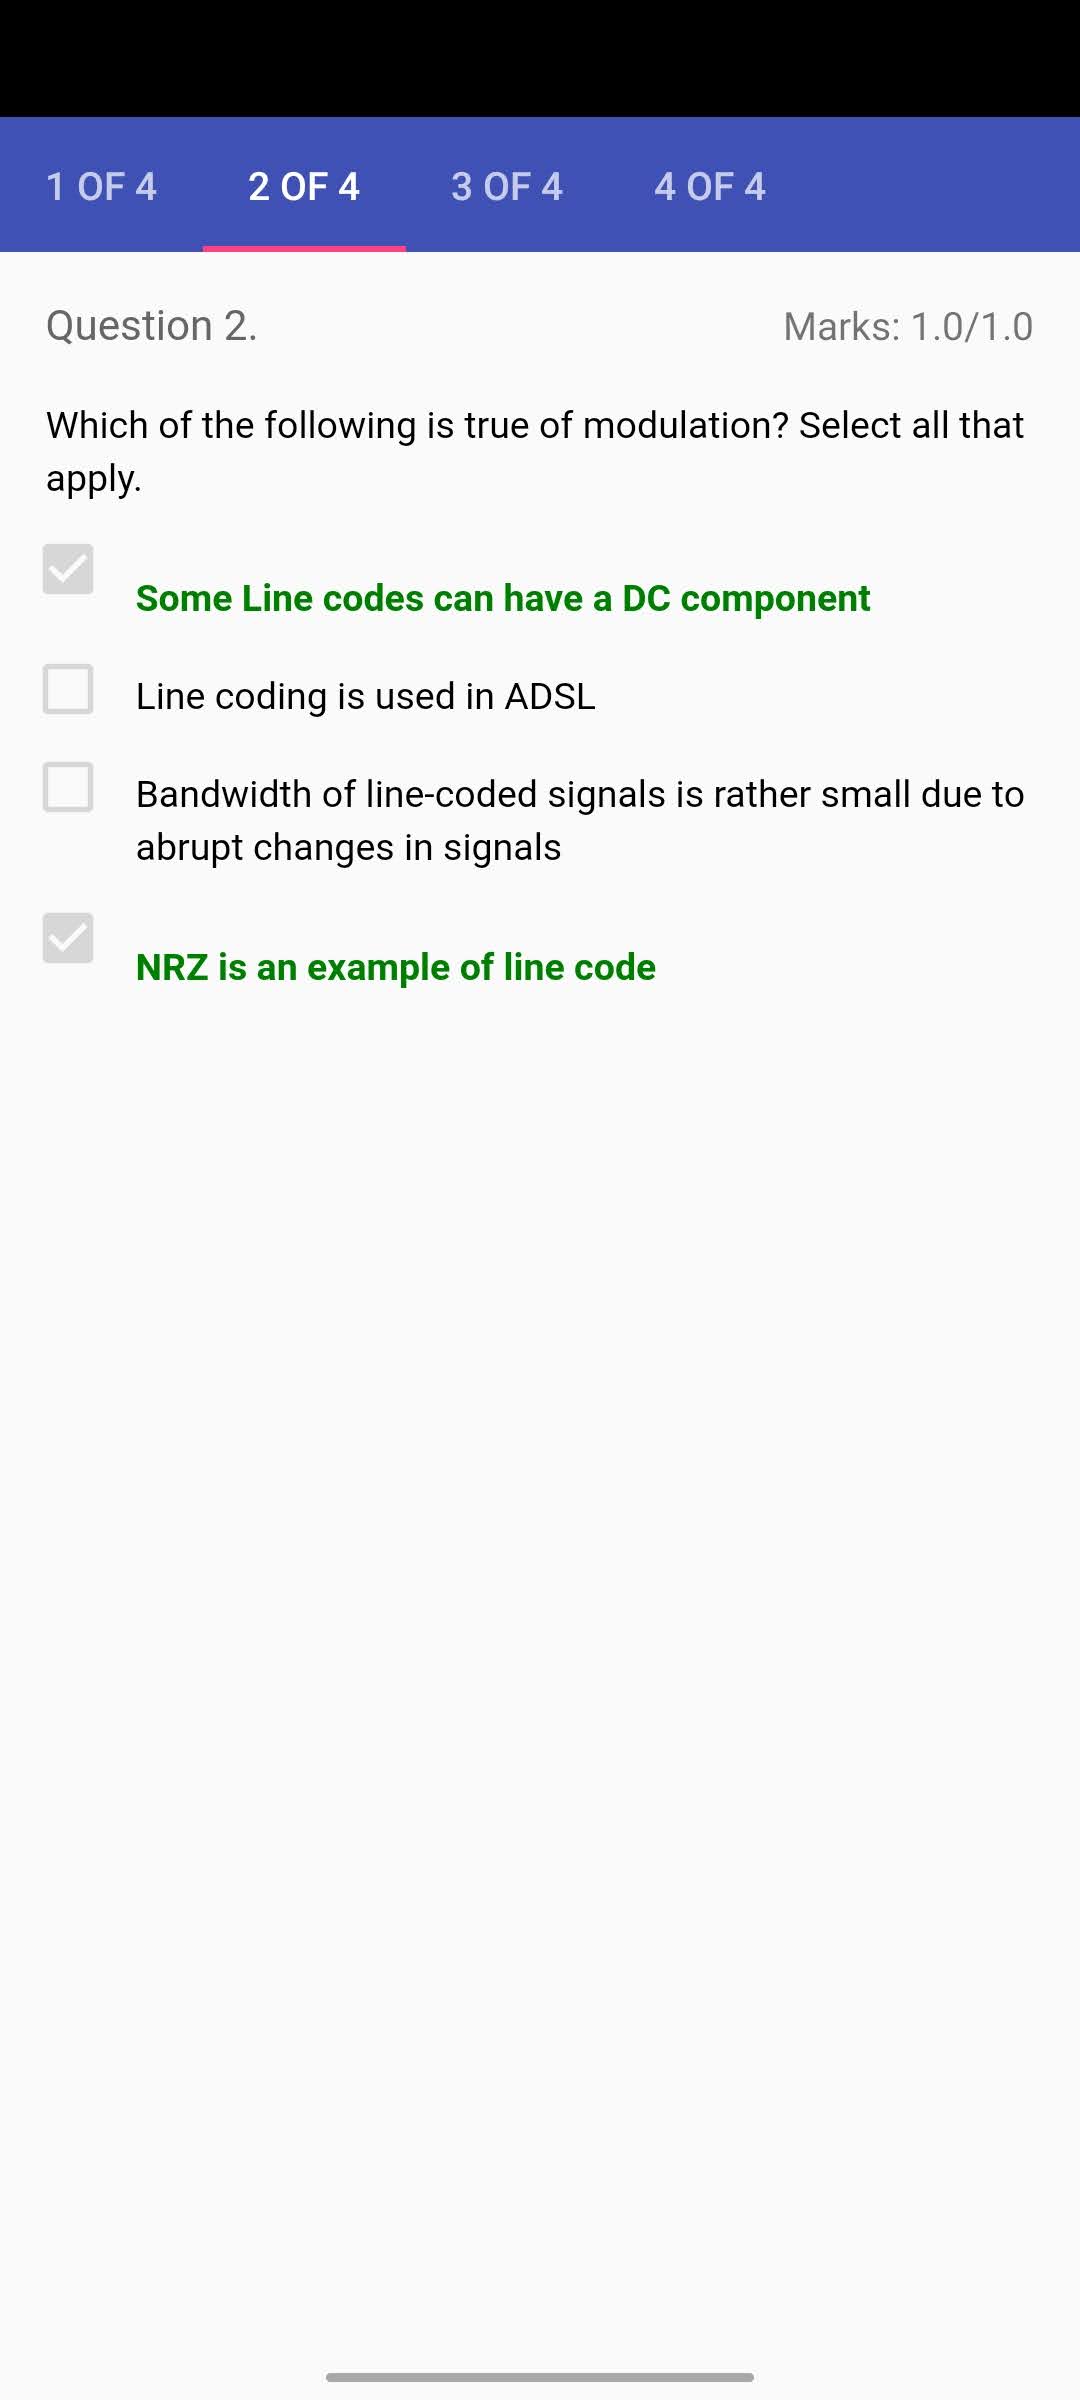 1 OF 4 2 OF 4 3 OF 4 4 OF 4
Question 2. Marks: 1.0/1.0
Which of the following is true of modulation? Select all that
apply.
Some Line codes can have a DC component
Line coding is used in ADSL
Bandwidth of line-coded signals is rather small due to
abrupt changes in signals
NRZ is an example of line code